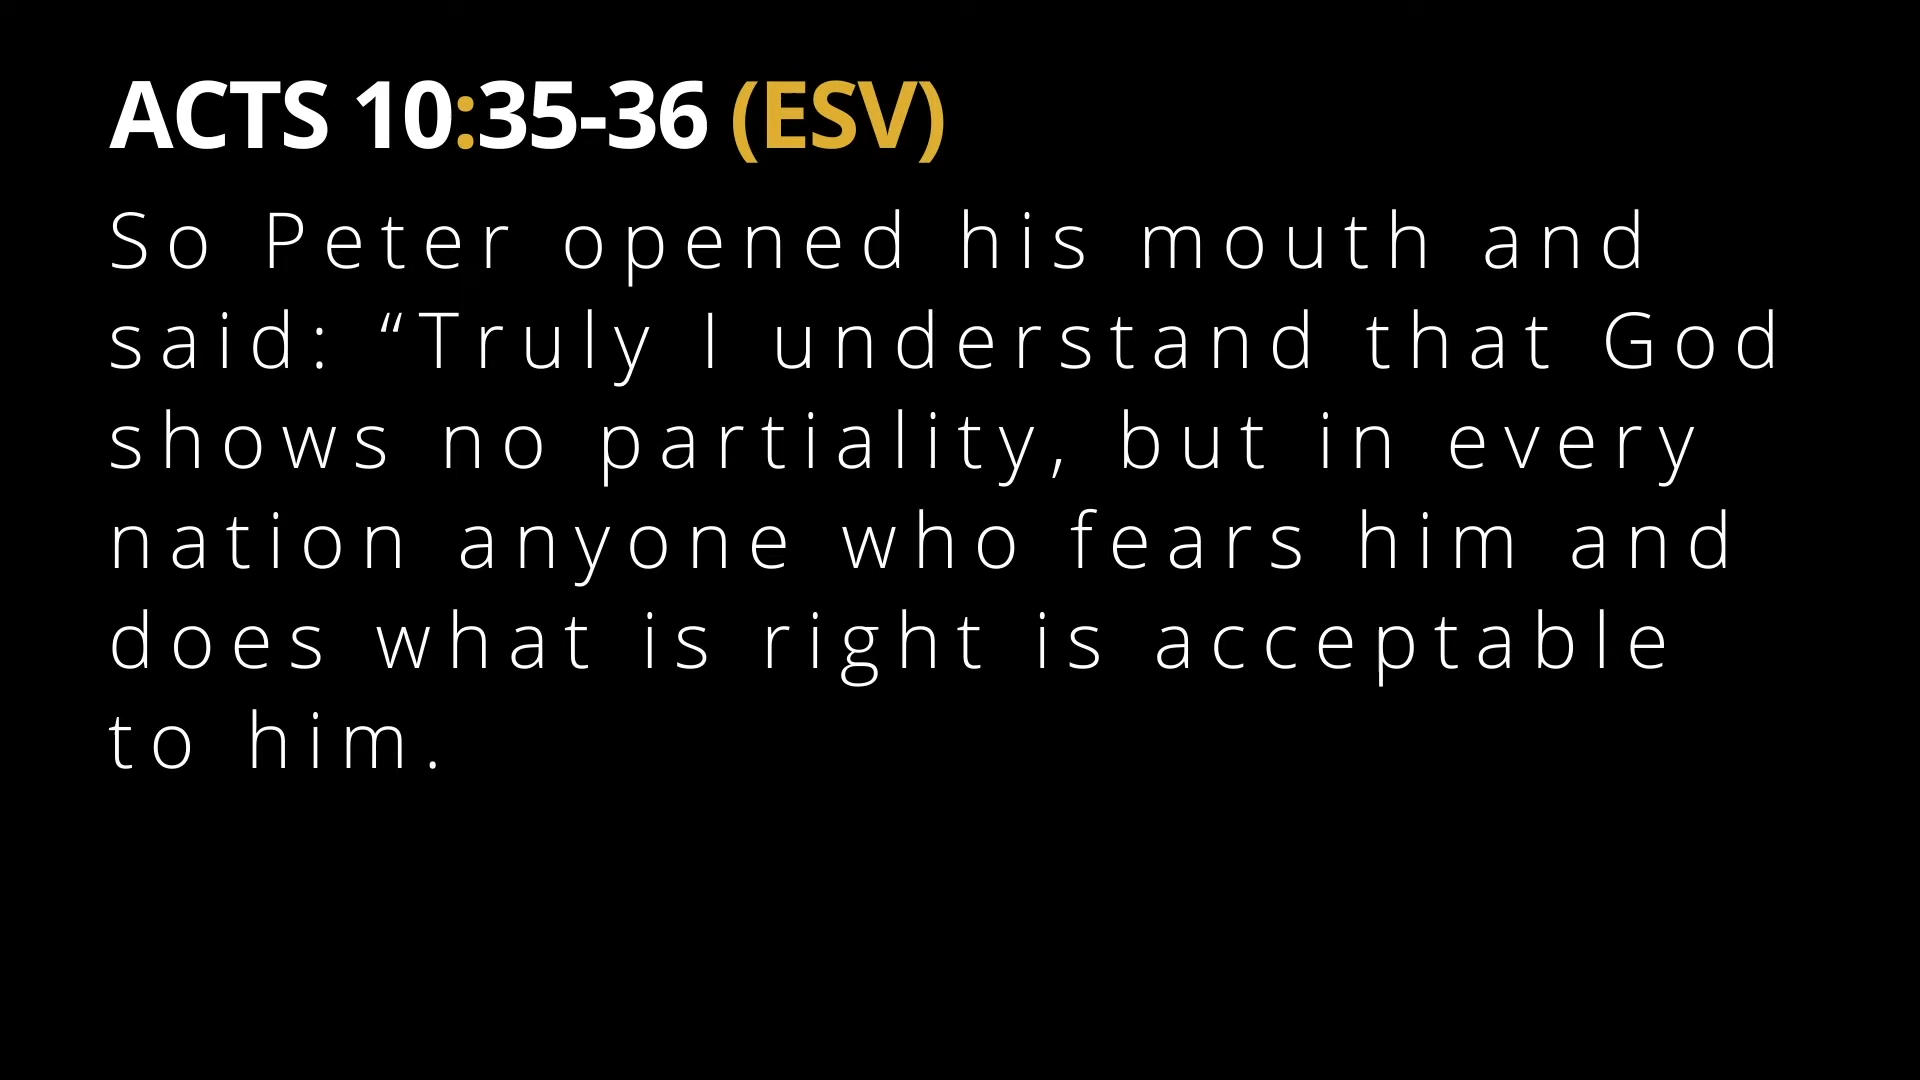 ACTS 10:35-36 (ESV)
So Peter opened his mouth and
said: “Truly I understand that God
shows no partiality, but in every
nation anyone who fears him and
does what is right is acceptable
to him.